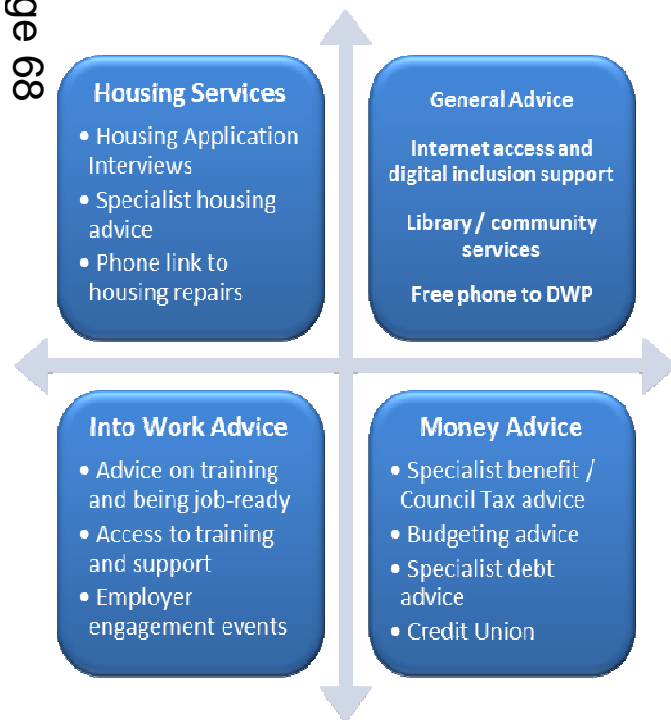 ge 68
Housing Services
• Housing Application
Interviews
• Specialist housing
advice
• Phone link to
housing repairs
General Advice
Internet access and
digital inclusion support
Library / community
services
Free phone to DWP
Into Work Advice
• Advice on training
and being job-ready
• Access to training
and support
• Employer
engagement events
Money Advice
• Specialist benefit /
Council Tax advice
• Budgeting advice
• Specialist debt
advice
• Credit Union